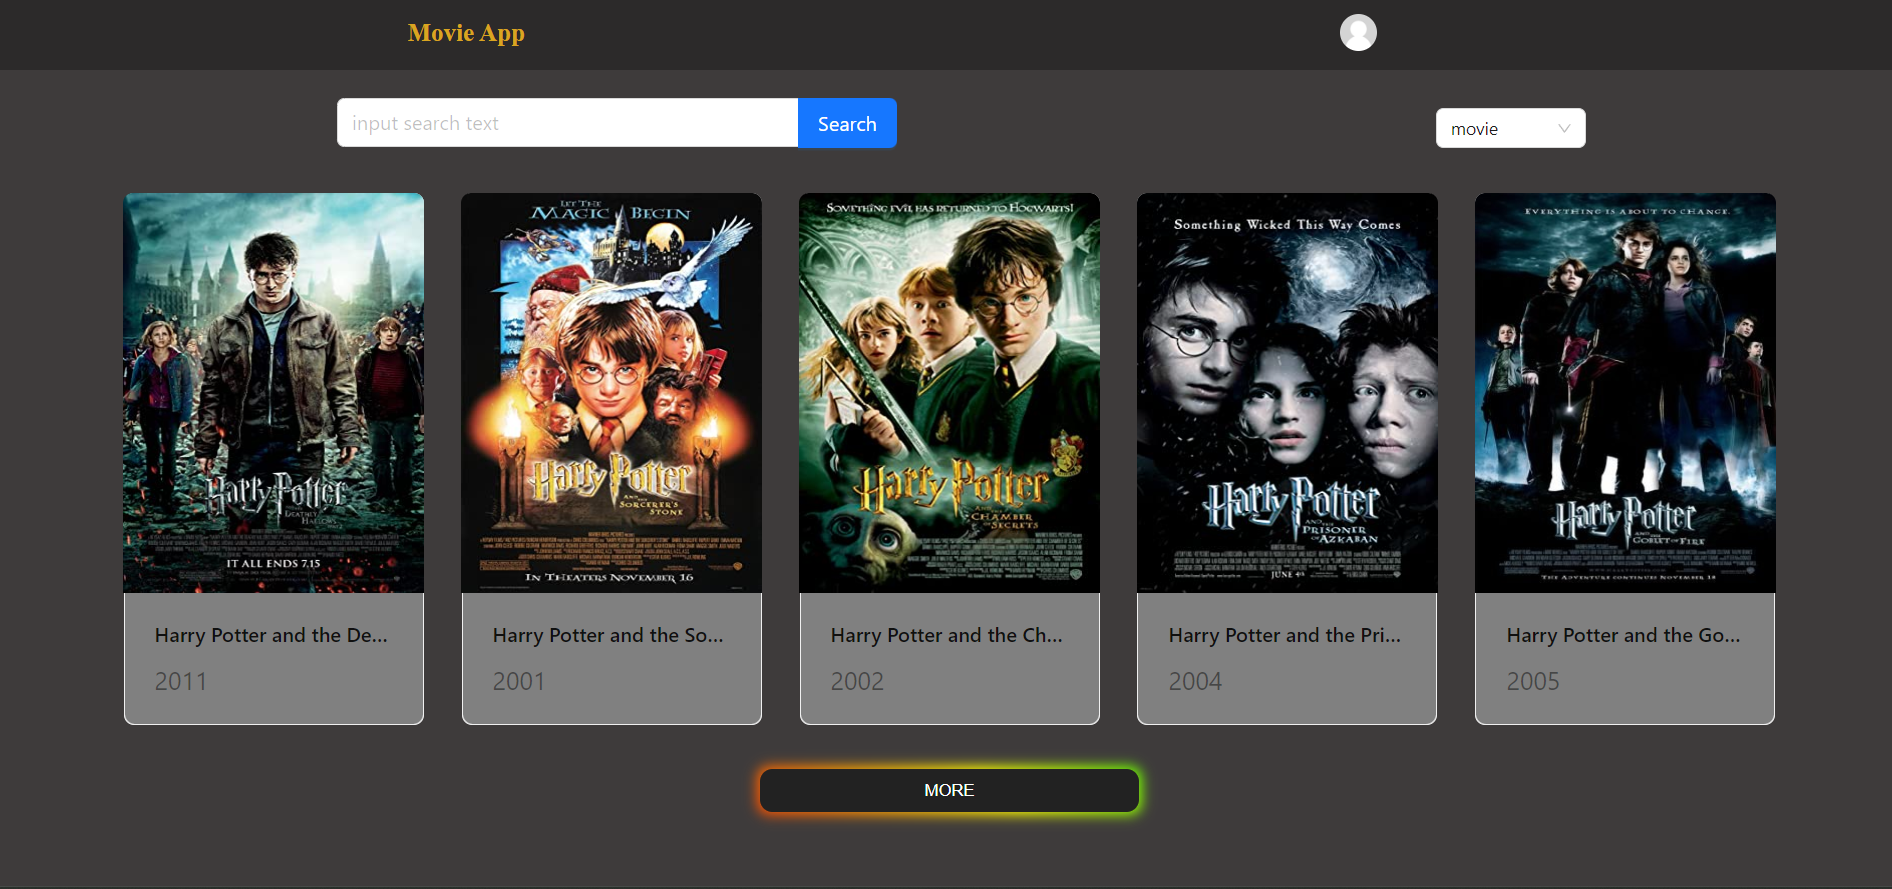 Movie App
input search text
Search
movie
IT ALL ENDS 7.15
Harry Potter
DEATHLY
HALLOWS
LET THE
MAGIC BEGIN
Harry Potter
AND THE
SORCERER'S
STONE
IN THEATERS NOVEMBER 16
SOMETHING EVIL HAS RETURNED TO HOGWARTS!
Harry Potter
AND THE
CHAMBER
OF SECRETS
Something Wicked This Way Comes
Harry Potter
AND THE
PRISONER
OF
AZKABAN
JUNE 4
EVERYTHING IS ABOUT TO CHANGE.
Harry Potter
AND THE
GOBLET OF FIRE
THE ADVENTURE CONTINUES NOVEMBER 18
Harry Potter and the De...
2011
Harry Potter and the So...
2001
Harry Potter and the Ch...
2002
Harry Potter and the Pri...
2004
Harry Potter and the Go...
2005
MORE